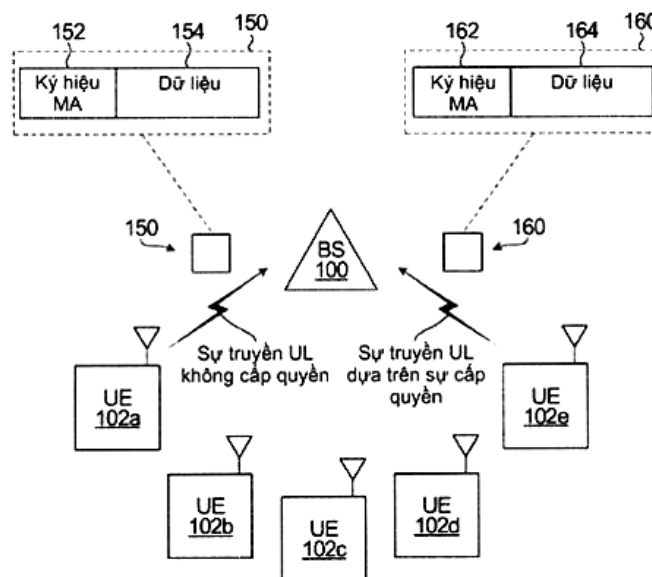 152
154
150
Ký hiệu
MA
Dữ liệu
162
164
160
Ký hiệu
MA
Dữ liệu
150
160
BS
100
Sự truyền UL
không cấp quyền
Sự truyền UL
dựa trên sự cấp
quyền
UE
102a
UE
102e
UE
102b
UE
102d
UE
102c